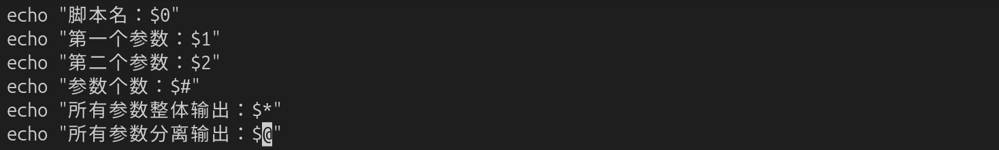 echo "脚本名：$0"
echo "第一个参数：$1"
echo "第二个参数：$2"
echo "参数个数：$#"
echo "所有参数整体输出：$*"
echo "所有参数分离输出：$@"